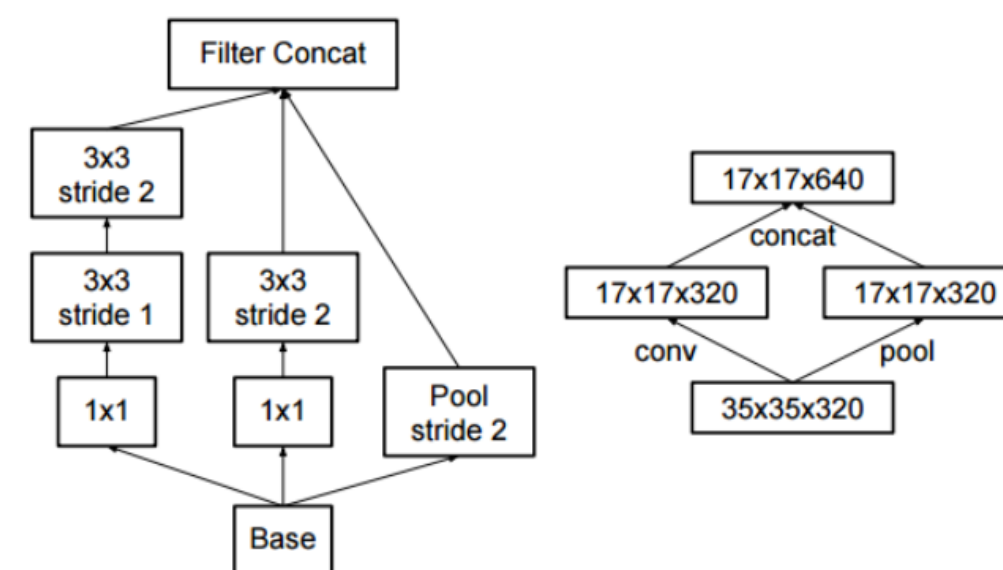 Filter Concat
3x3
stride 2
3x3
stride 1
3x3
stride 2
1x1
1x1
Pool
stride 2
Base
17x17x640
concat
17x17x320
17x17x320
conv
pool
35x35x320